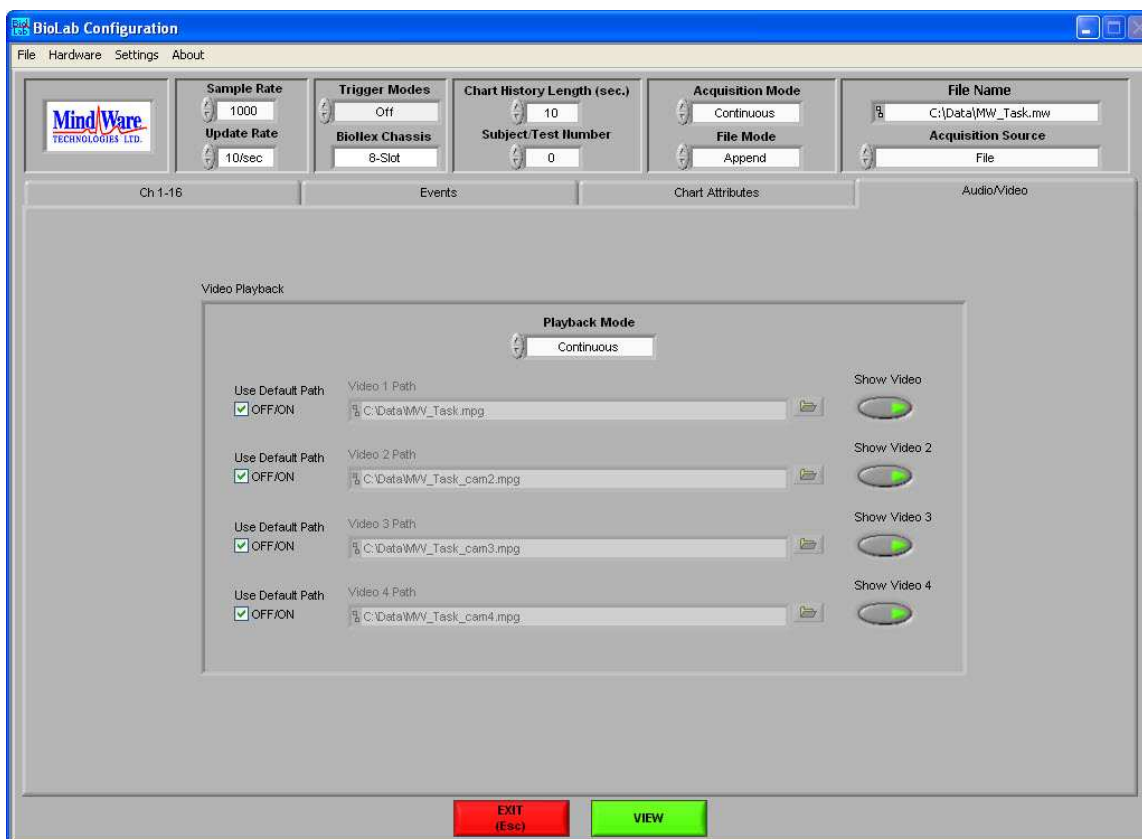 BioLab Configuration
File Hardware Settings About
MindWare
TECHNOLOGIES LTD.
Sample Rate
1000
Update Rate
10/sec
Trigger Modes
Off
BioNex Chassis
8-Slot
Chart History Length (sec.)
10
Subject/Test Number
0
Acquisition Mode
Continuous
File Mode
Append
File Name
C:\Data\MW_Task.mw
Acquisition Source
File
Ch 1-16
Events
Chart Attributes
Audio/Video
Video Playback
Playback Mode
Continuous
Use Default Path
OFF/ON
Video 1 Path
C:\Data\MW_Task.mpg
Show Video
Use Default Path
OFF/ON
Video 2 Path
C:\Data\MW_Task_cam2.mpg
Show Video 2
Use Default Path
OFF/ON
Video 3 Path
C:\Data\MW_Task_cam3.mpg
Show Video 3
Use Default Path
OFF/ON
Video 4 Path
C:\Data\MW_Task_cam4.mpg
Show Video 4
EXIT
(Esc)
VIEW